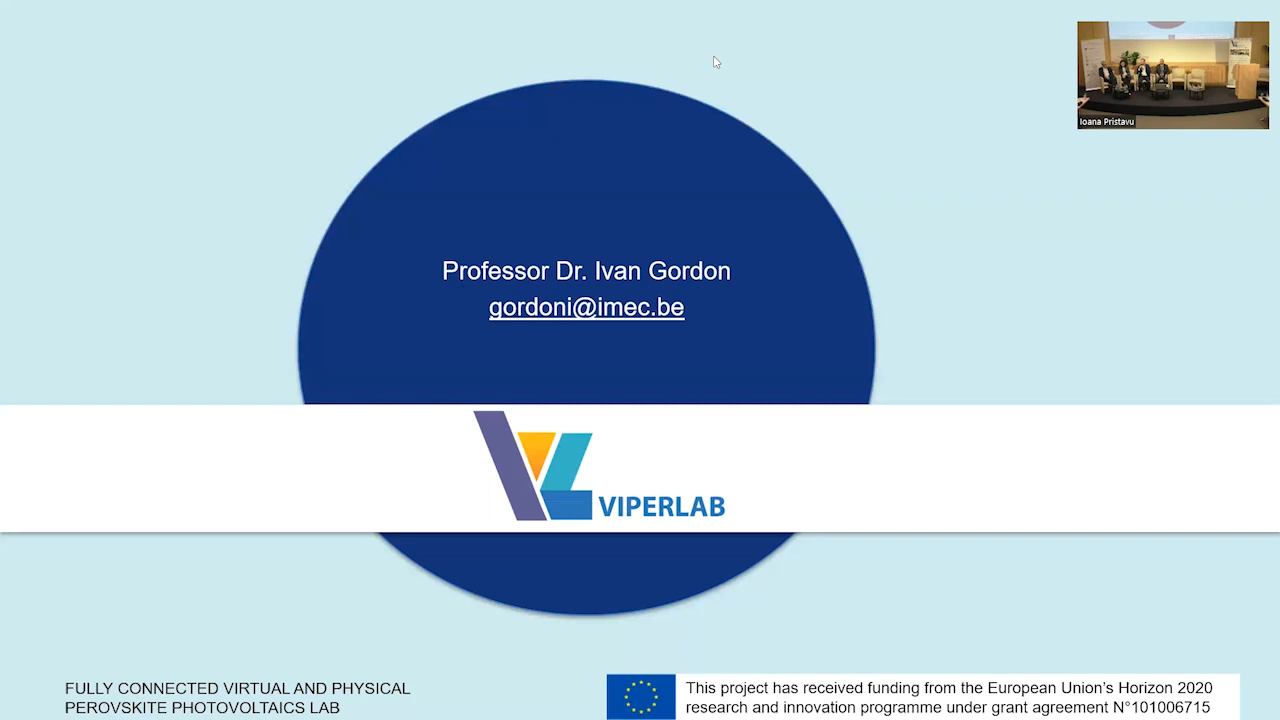 Ioana Pristavu
Professor Dr. Ivan Gordon
gordoni@imec.be
VIPERLAB
FULLY CONNECTED VIRTUAL AND PHYSICAL
PEROVSKITE PHOTOVOLTAICS LAB
This project has received funding from the European Union’s Horizon 2020
research and innovation programme under grant agreement N°101006715